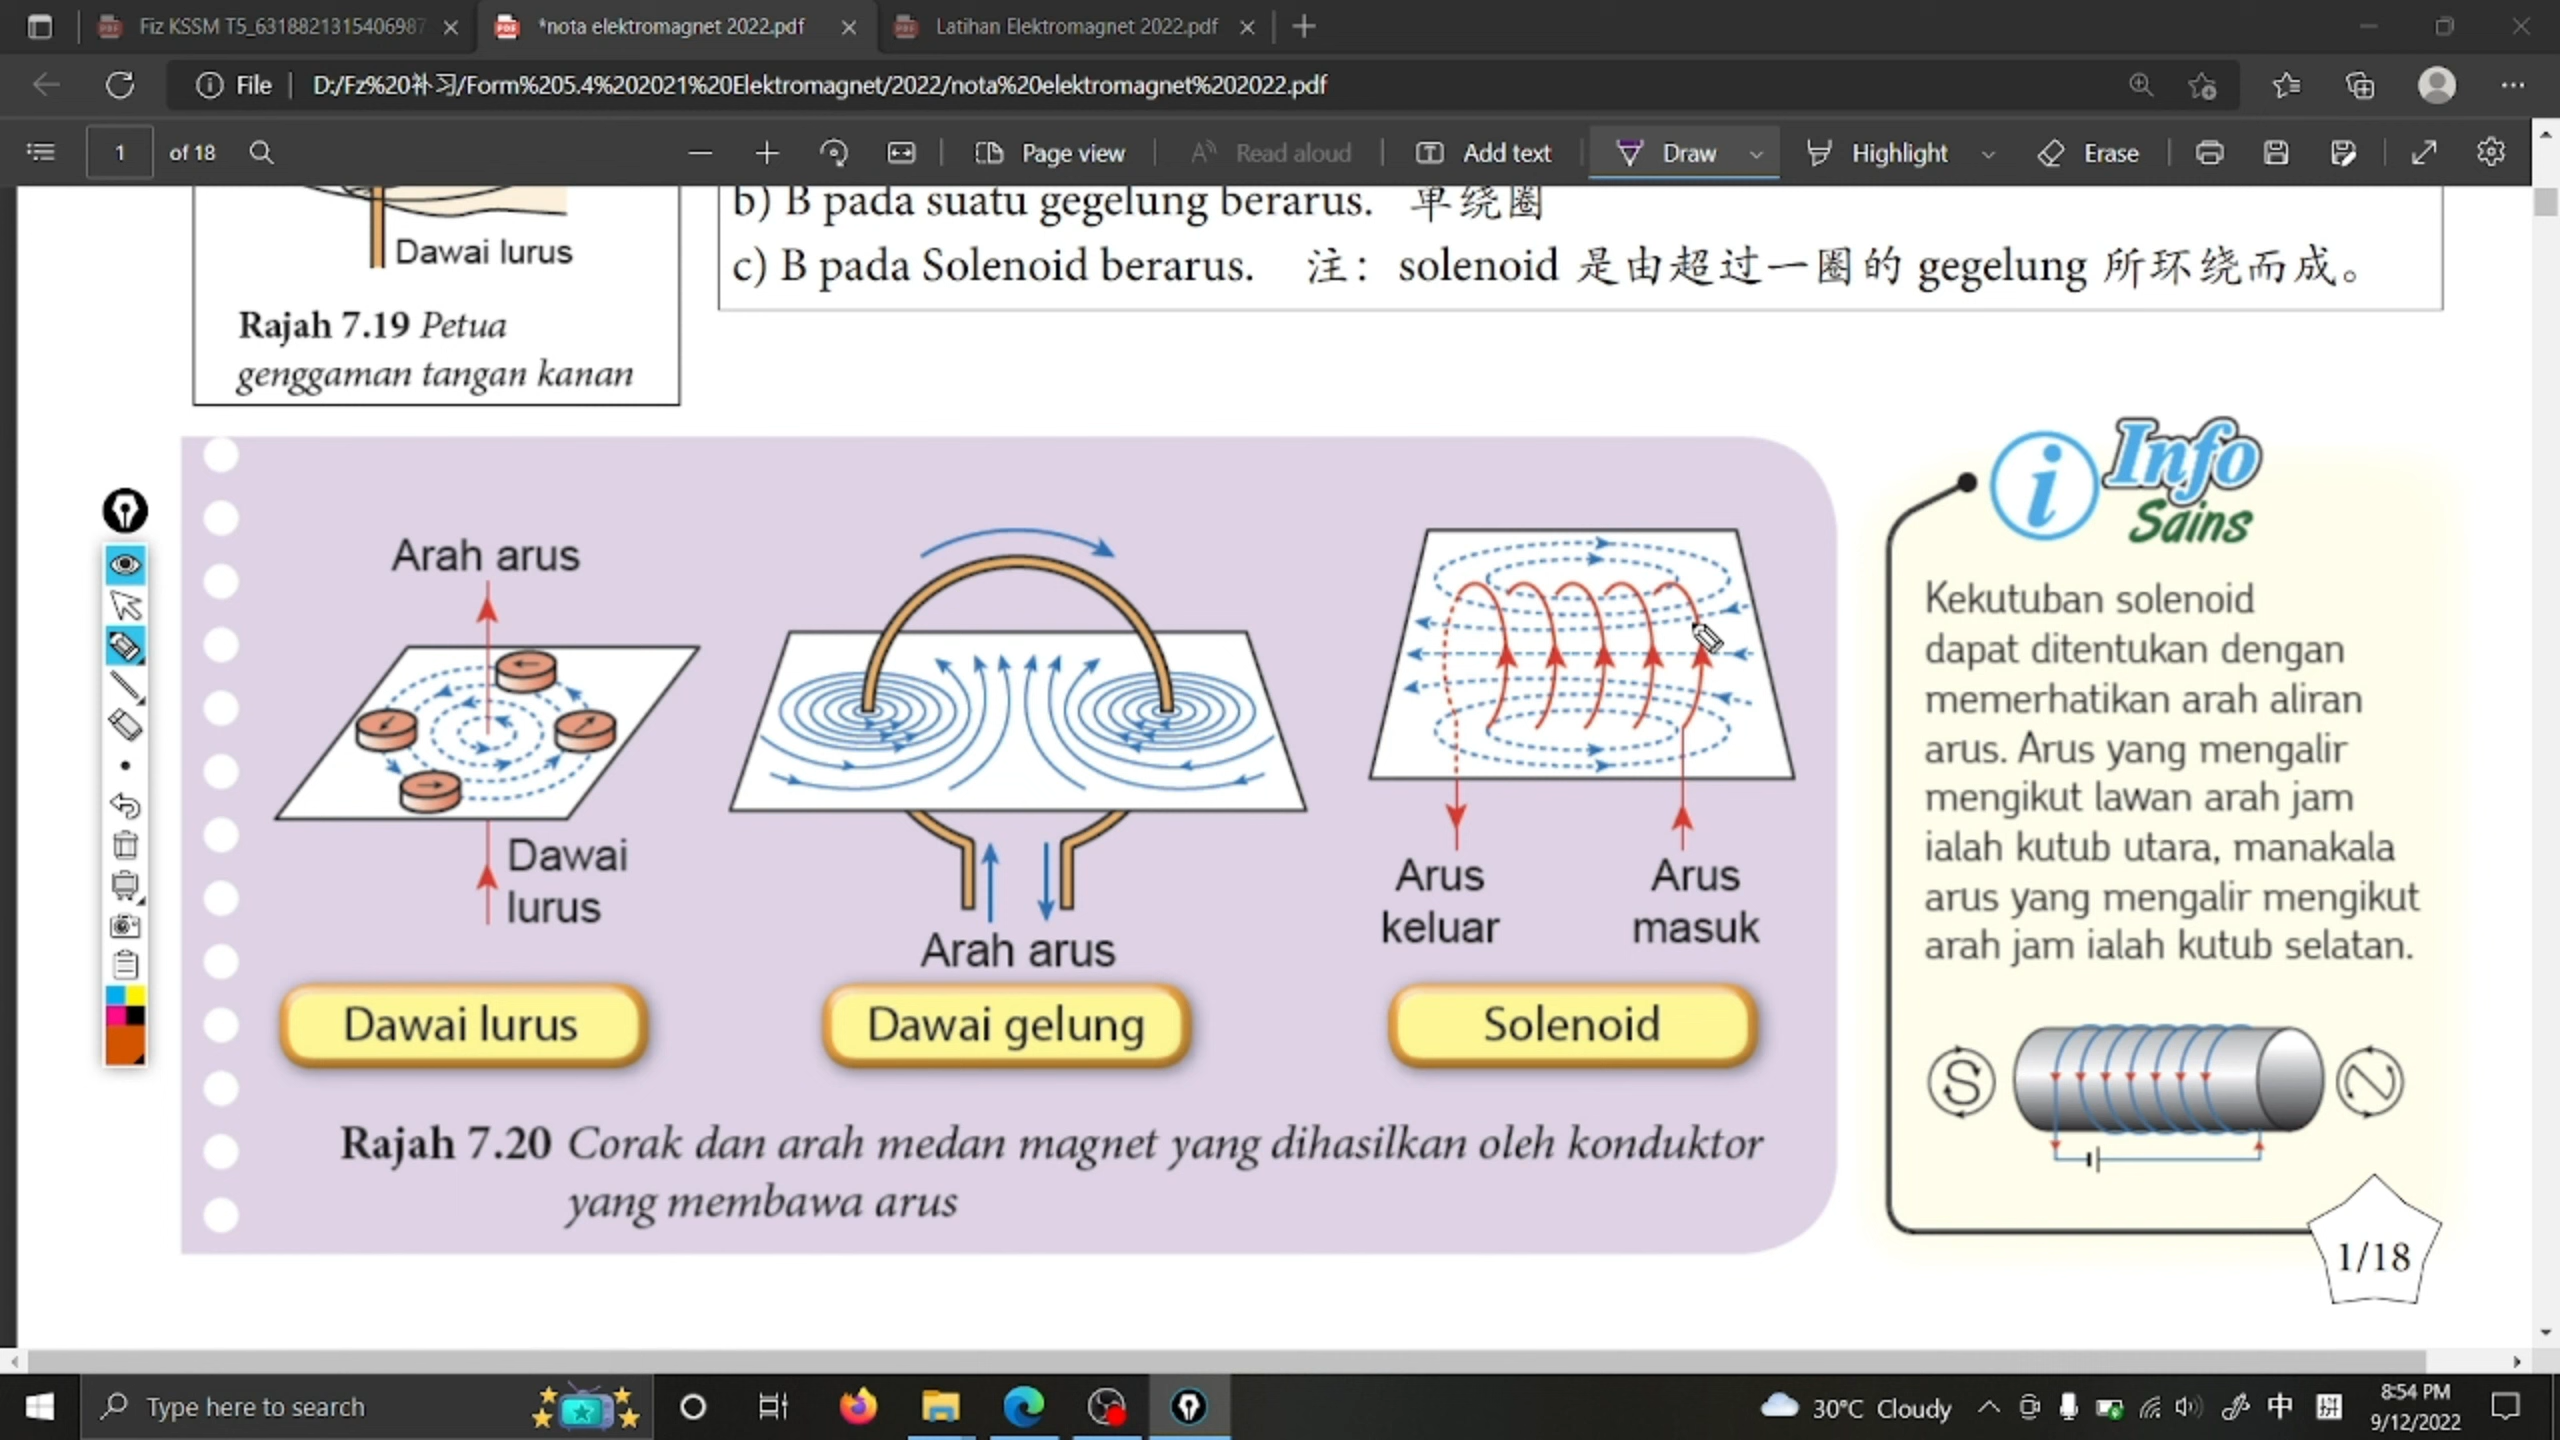 Fiz KSSM T5_6318821315406987
*nota elektromagnet 2022.pdf
Latihan Elektromagnet 2022.pdf
File
D:/Fz%20补习/Form%205.4%202021%20Elektromagnet/2022/nota%20elektromagnet%202022.pdf
1 of 18
Page view
Read aloud
Add text
Draw
Highlight
Erase
Dawai lurus
Rajah 7.19 Petua
genggaman tangan kanan
b) B pada suatu gegelung berarus. 单绕圈
c) B pada Solenoid berarus. 注： solenoid 是由超过一圈的 gegelung 所环绕而成。
Arah arus
Dawai
lurus
Dawai lurus
Arah arus
Dawai gelung
Arus
keluar
Arus
masuk
Solenoid
Rajah 7.20 Corak dan arah medan magnet yang dihasilkan oleh konduktor
yang membawa arus
i
Info
Sains
Kekutuban solenoid
dapat ditentukan dengan
memerhatikan arah aliran
arus. Arus yang mengalir
mengikut lawan arah jam
ialah kutub utara, manakala
arus yang mengalir mengikut
arah jam ialah kutub selatan.
S
N
1/18
Type here to search
30°C Cloudy
中
拼
8:54 PM
9/12/2022